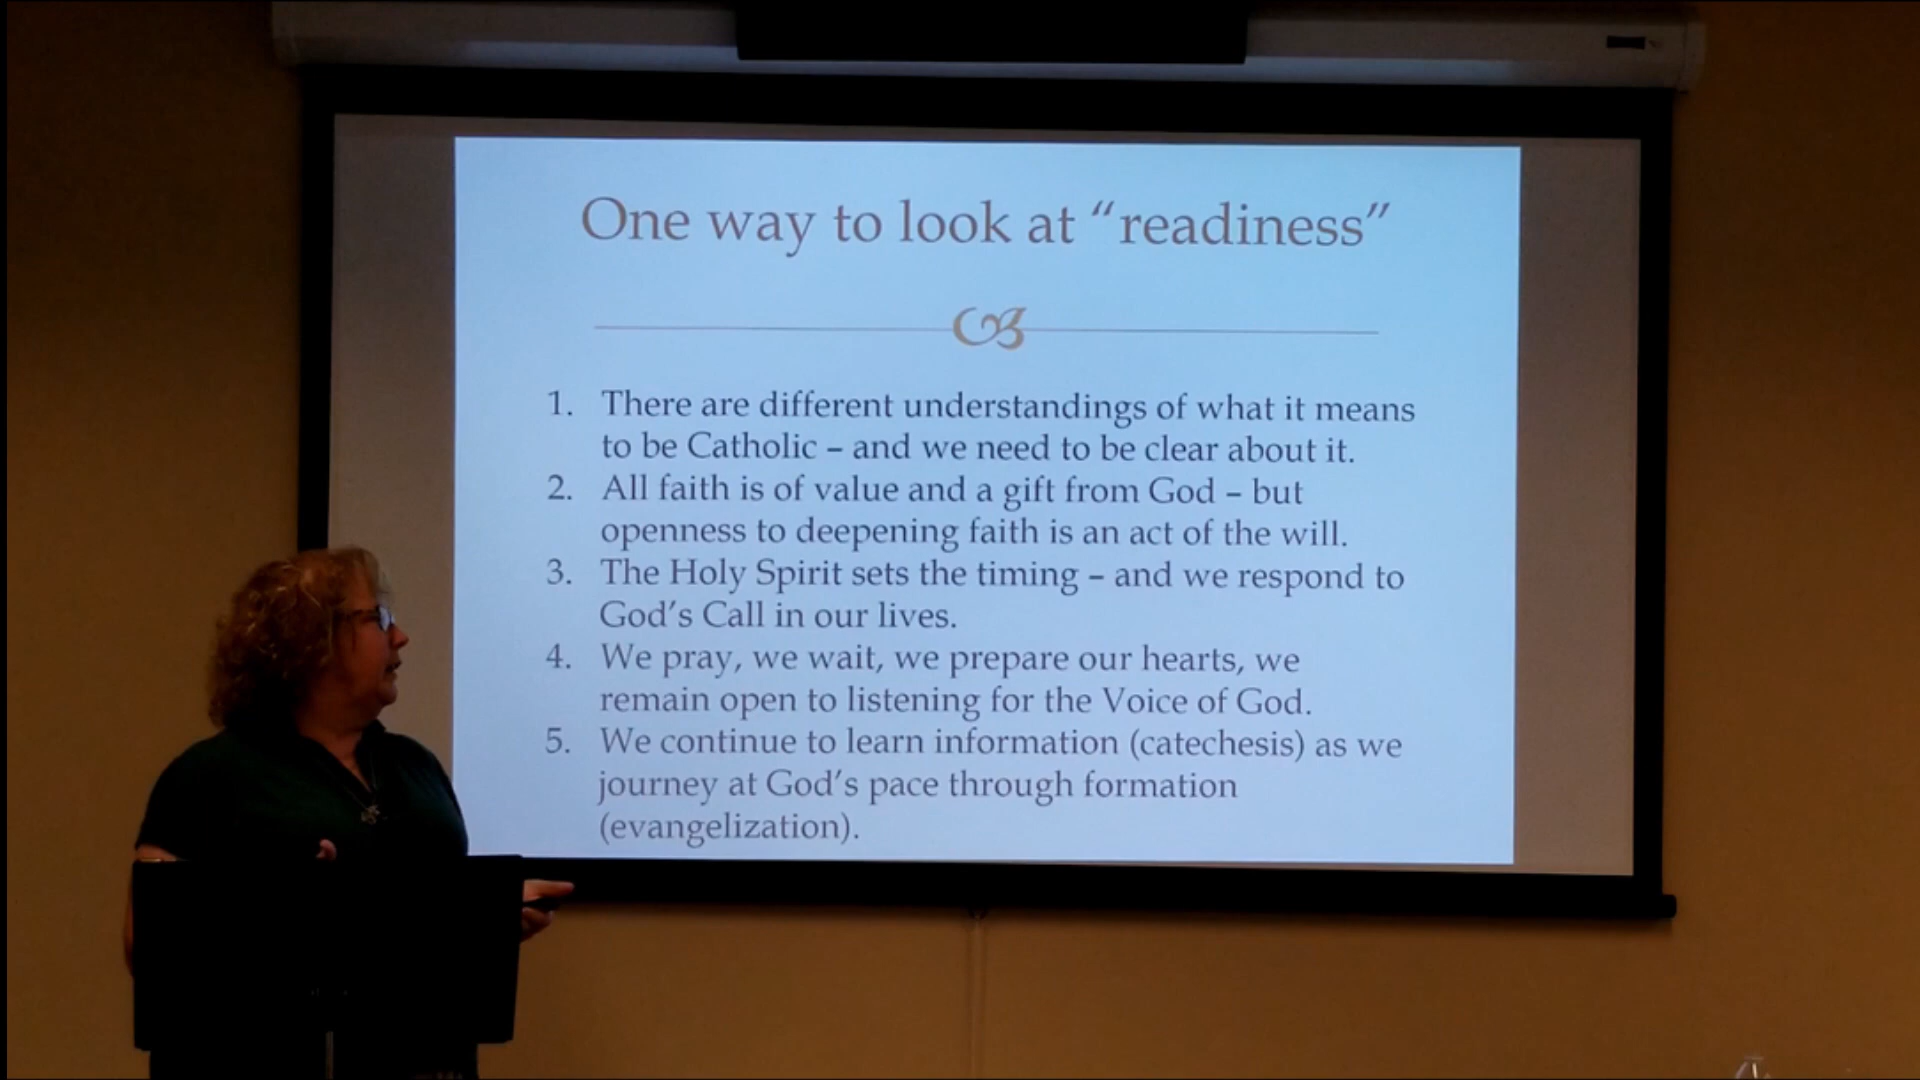 One way to look at “readiness”
1. There are different understandings of what it means
to be Catholic – and we need to be clear about it.
2. All faith is of value and a gift from God – but
openness to deepening faith is an act of the will.
3. The Holy Spirit sets the timing – and we respond to
God’s Call in our lives.
4. We pray, we wait, we prepare our hearts, we
remain open to listening for the Voice of God.
5. We continue to learn information (catechesis) as we
journey at God’s pace through formation
(evangelization).